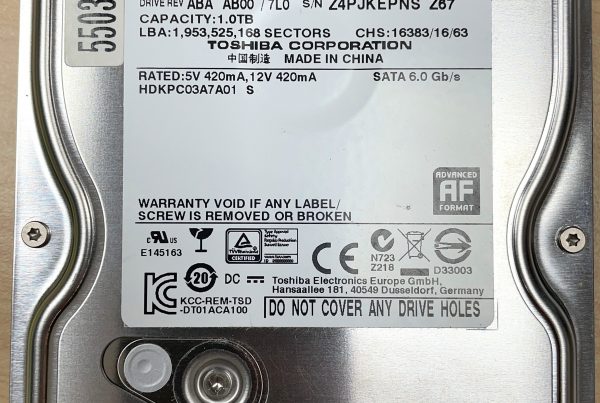 5503
DRIVE REV ABA AB00 / 7L0 S/N Z4PJKEPNS Z67
CAPACITY:1.0TB
LBA:1,953,525,168 SECTORS CHS:16383/16/63
TOSHIBA CORPORATION
中国制造 MADE IN CHINA
RATED:5V 420mA,12V 420mA SATA 6.0 Gb/s
HDKPC03A7A01 S
ADVANCED
AF
FORMAT
WARRANTY VOID IF ANY LABEL/
SCREW IS REMOVED OR BROKEN
c RU US
E145163
CERTIFIED
CE
N723
Z218
D33003
20
DC
Toshiba Electronics Europe GmbH,
Hansaallee 181, 40549 Dusseldorf, Germany
KCC-REM-TSD
-DT01ACA100
DO NOT COVER ANY DRIVE HOLES